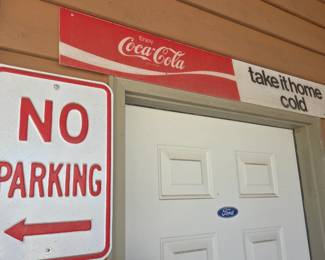 Enjoy
Coca-Cola
take it home
cold
NO
PARKING
Ford